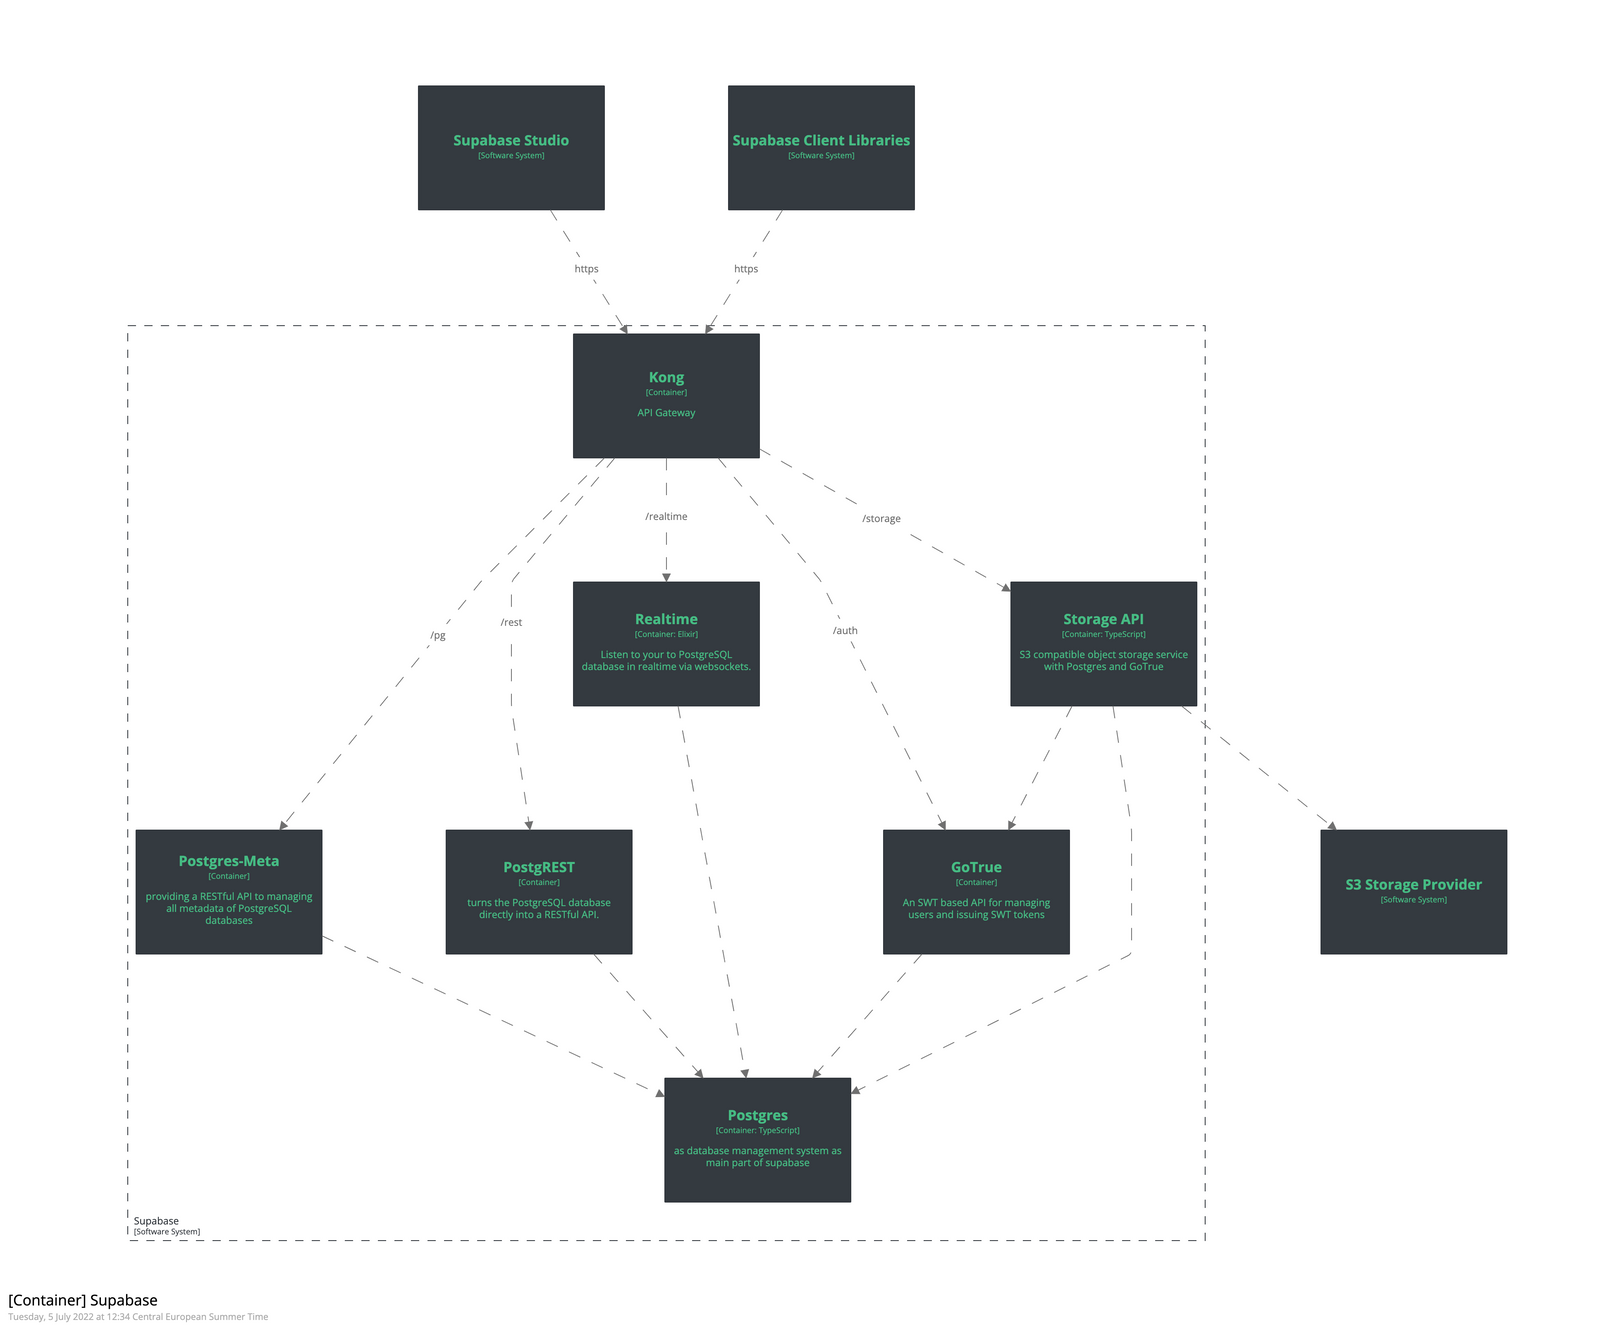 Supabase Studio
[Software System]
Supabase Client Libraries
[Software System]
https
https
Kong
[Container]
API Gateway
/realtime
/storage
/pg
/rest
/auth
Realtime
[Container: Elixir]
Listen to your to PostgreSQL
database in realtime via websockets.
Storage API
[Container: TypeScript]
S3 compatible object storage service
with Postgres and GoTrue
Postgres-Meta
[Container]
providing a RESTful API to managing
all metadata of PostgreSQL
databases
PostgREST
[Container]
turns the PostgreSQL database
directly into a RESTful API.
GoTrue
[Container]
An SWT based API for managing
users and issuing SWT tokens
S3 Storage Provider
[Software System]
Postgres
[Container: TypeScript]
as database management system as
main part of supabase
Supabase
[Software System]
[Container] Supabase
Tuesday, 5 July 2022 at 12:34 Central European Summer Time